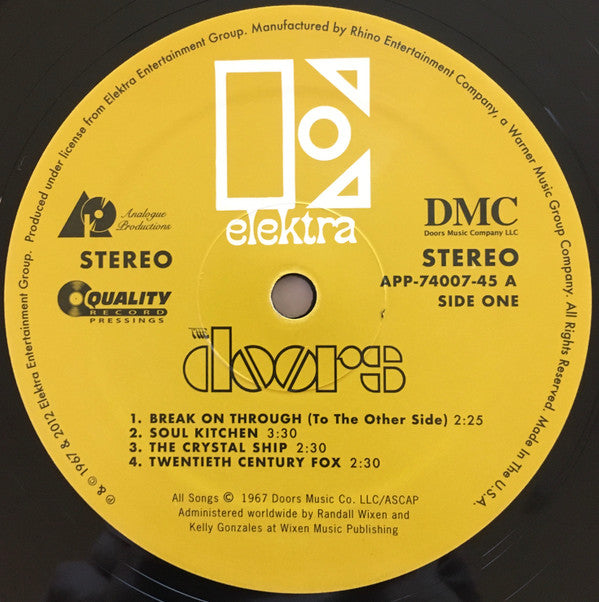 ℗ & © 1967 & 2012 Elektra Entertainment Group. Produced under license from Elektra Entertainment Group. Manufactured by Rhino Entertainment Company, a Warner Music Group Company. All Rights Reserved. Made In The U.S.A.
elektra
AP
Analogue
Productions
STEREO
QUALITY
RECORD
PRESSINGS
DMC
Doors Music Company LLC
STEREO
APP-74007-45 A
SIDE ONE
THE
doors
1. BREAK ON THROUGH (To The Other Side) 2:25
2. SOUL KITCHEN 3:30
3. THE CRYSTAL SHIP 2:30
4. TWENTIETH CENTURY FOX 2:30
All Songs © 1967 Doors Music Co. LLC/ASCAP
Administered worldwide by Randall Wixen and
Kelly Gonzales at Wixen Music Publishing